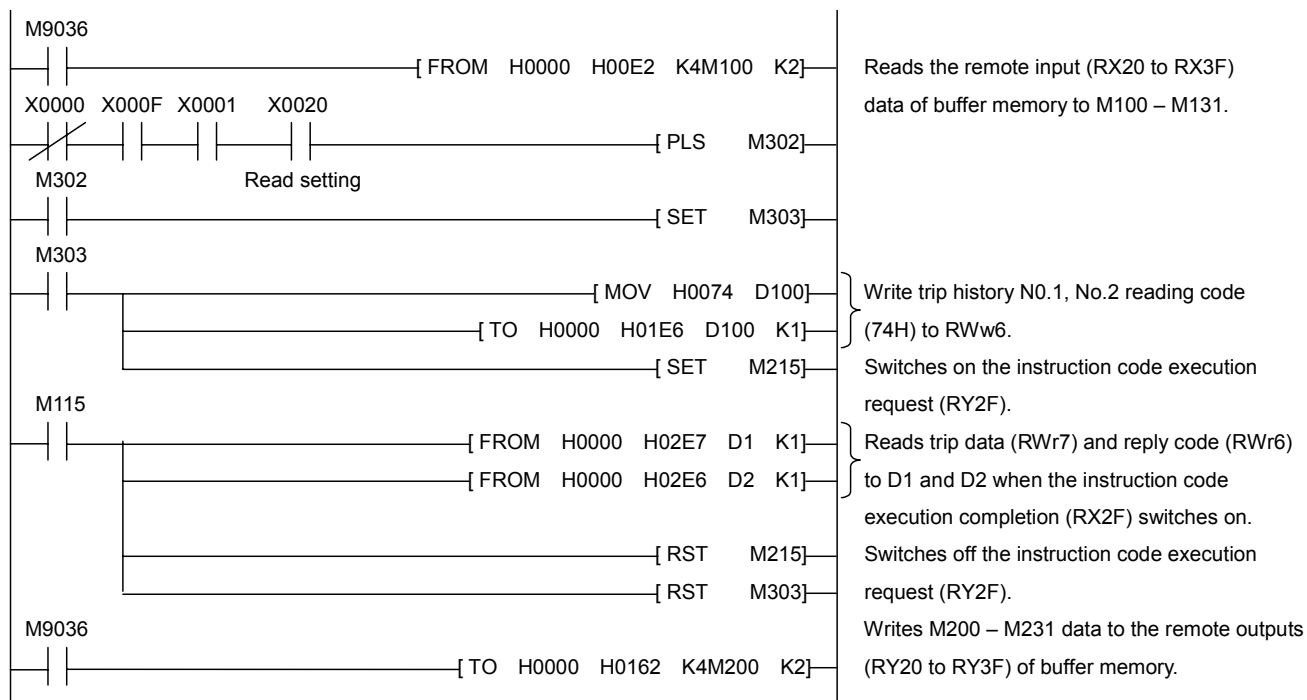 M9036
[ FROM H0000 H00E2 K4M100 K2] Reads the remote input (RX20 to RX3F)
X0000 X000F X0001 X0020 data of buffer memory to M100 – M131.
[ PLS M302]
M302 Read setting
[ SET M303]
M303
[ MOV H0074 D100] Write trip history N0.1, No.2 reading code
[ TO H0000 H01E6 D100 K1] (74H) to RWw6.
[ SET M215] Switches on the instruction code execution
M115 request (RY2F).
[ FROM H0000 H02E7 D1 K1] Reads trip data (RWr7) and reply code (RWr6)
[ FROM H0000 H02E6 D2 K1] to D1 and D2 when the instruction code
execution completion (RX2F) switches on.
[ RST M215] Switches off the instruction code execution
[ RST M303] request (RY2F).
M9036 Writes M200 – M231 data to the remote outputs
[ TO H0000 H0162 K4M200 K2] (RY20 to RY3F) of buffer memory.